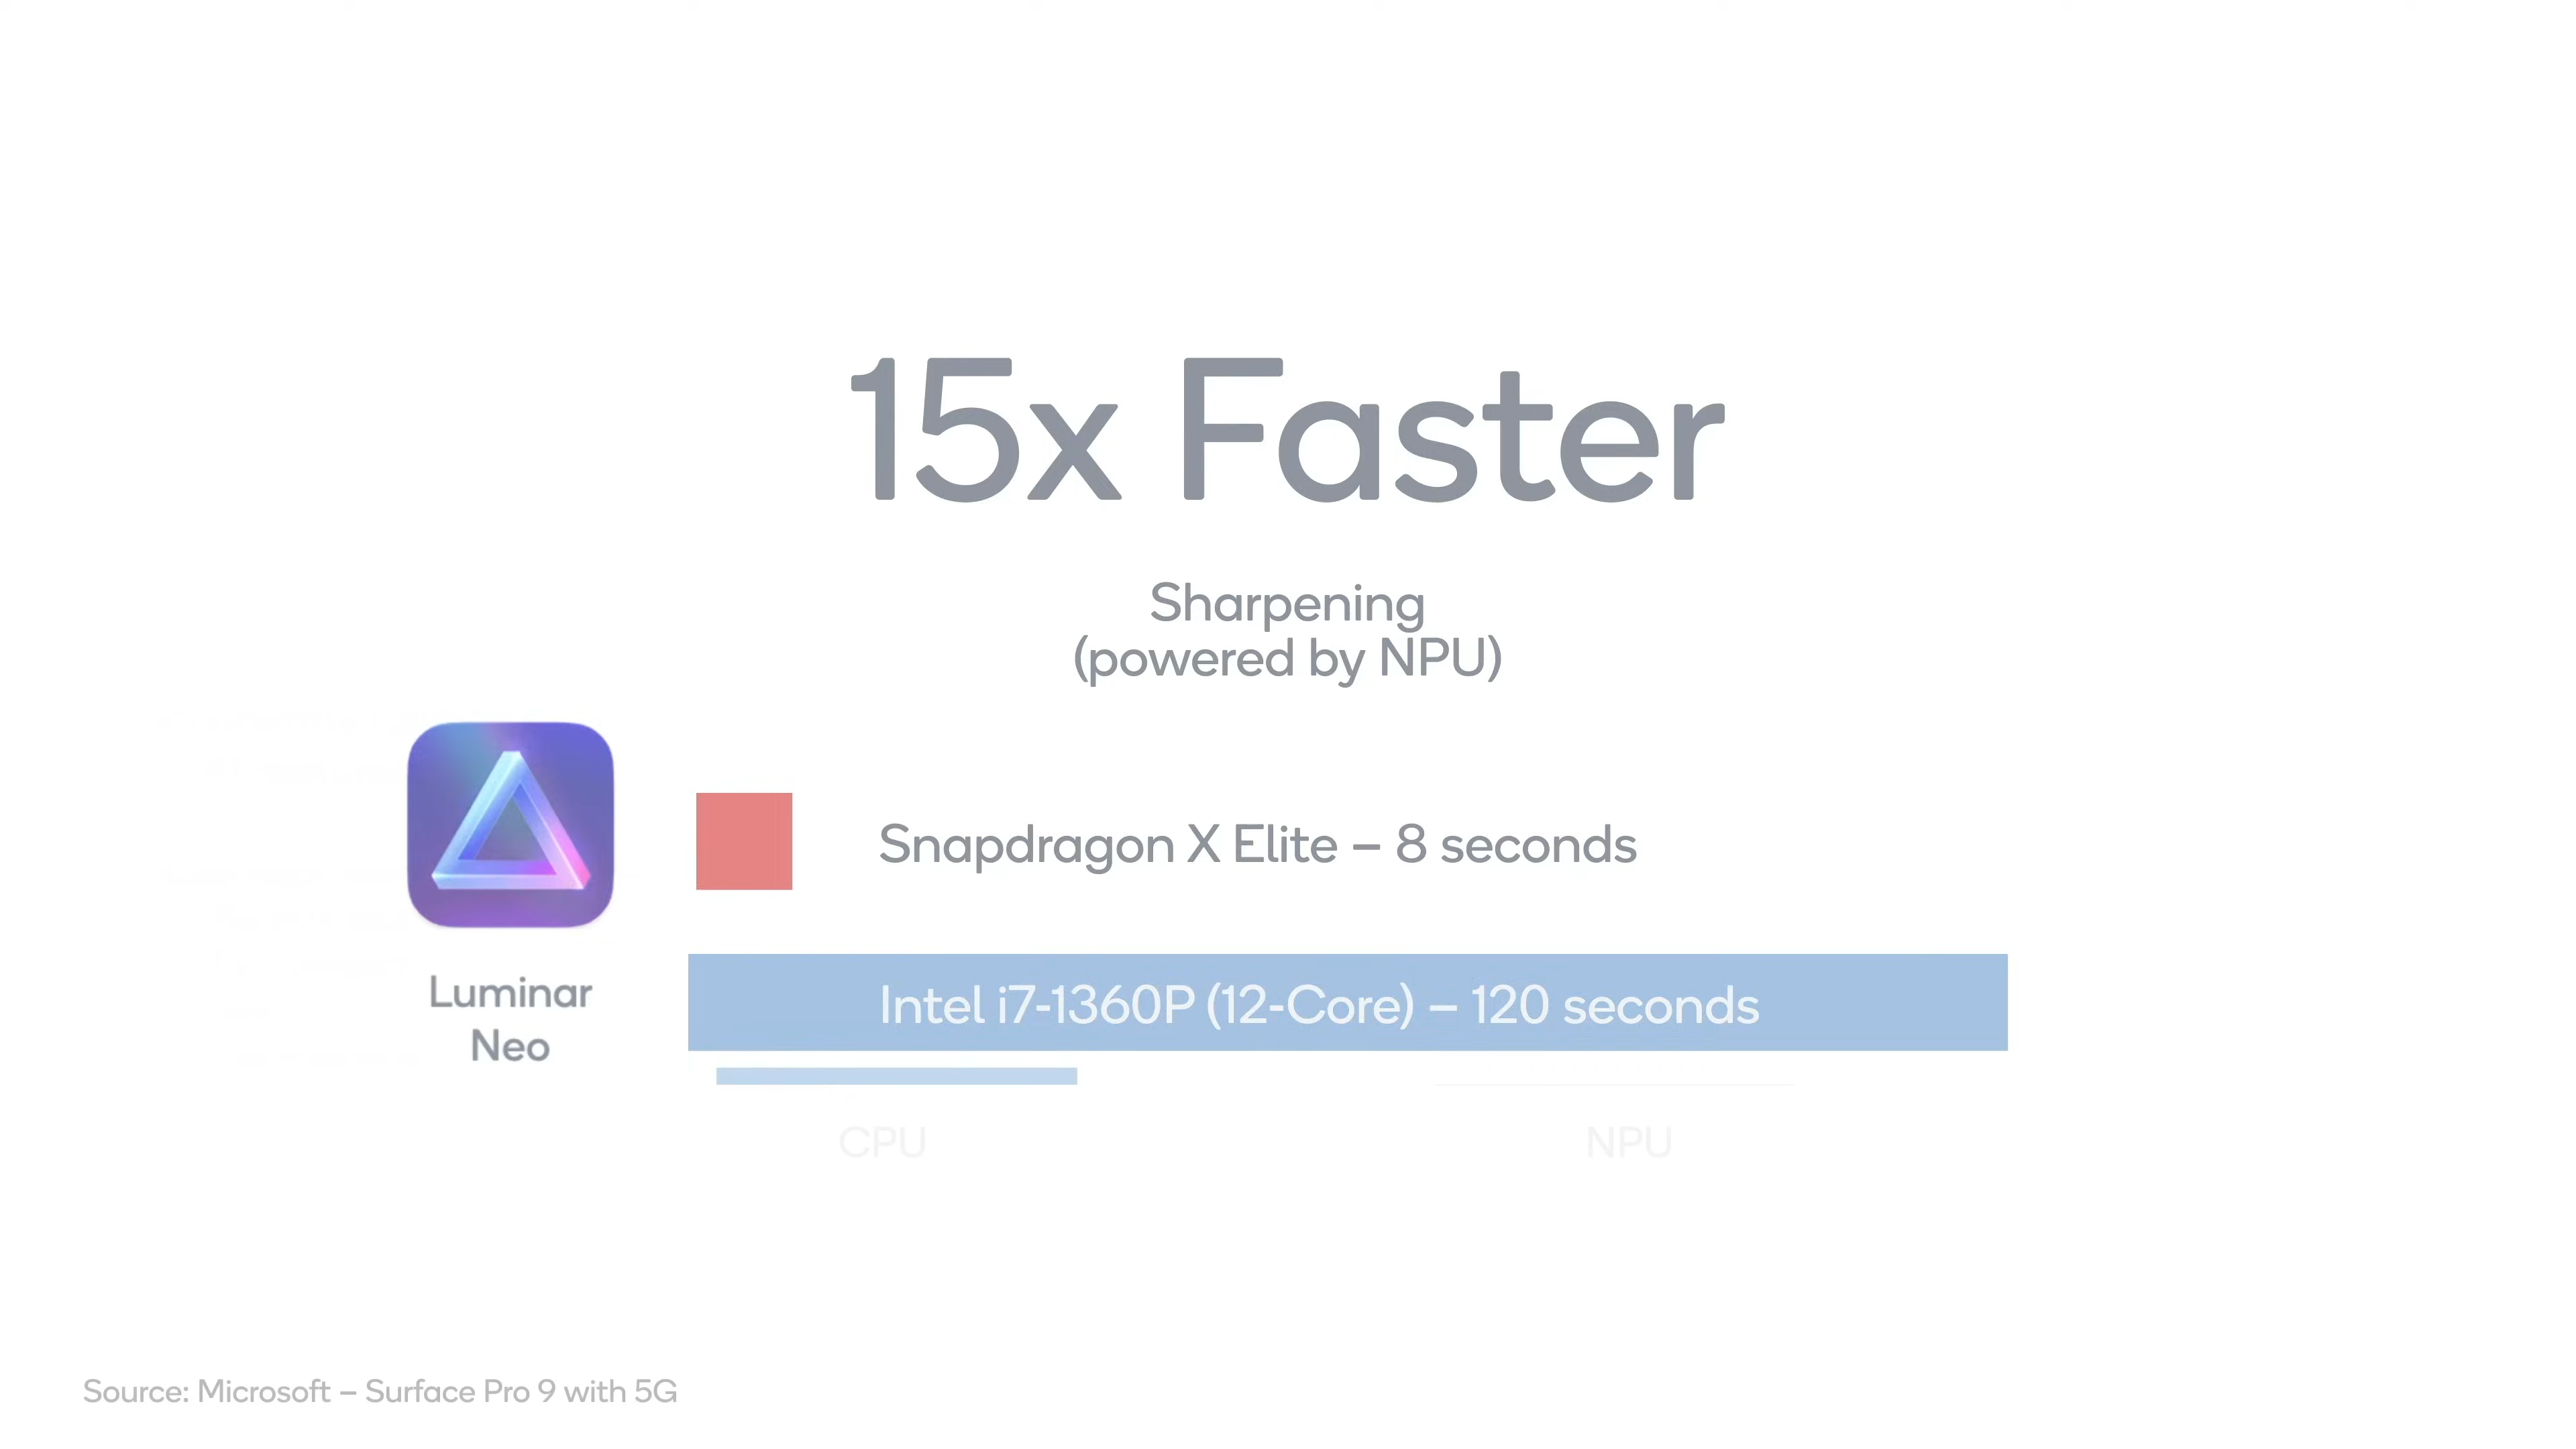 15x Faster
Sharpening
(powered by NPU)
Snapdragon X Elite – 8 seconds
Luminar
Neo
Intel i7-1360P (12-Core) – 120 seconds
CPU
NPU
Source: Microsoft – Surface Pro 9 with 5G